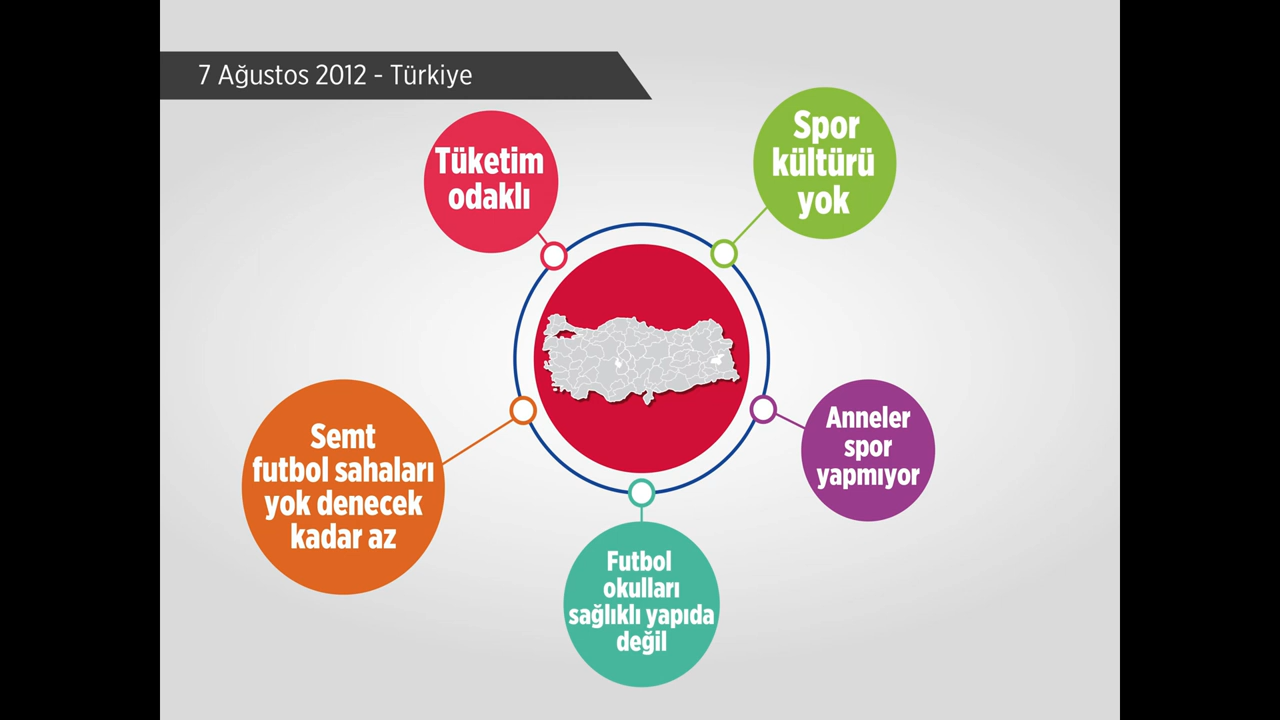 7 Ağustos 2012 - Türkiye
Tüketim
odaklı
Spor
kültürü
yok
Semt
futbol sahaları
yok denecek
kadar az
Anneler
spor
yapmıyor
Futbol
okulları
sağlıklı yapıda
değil